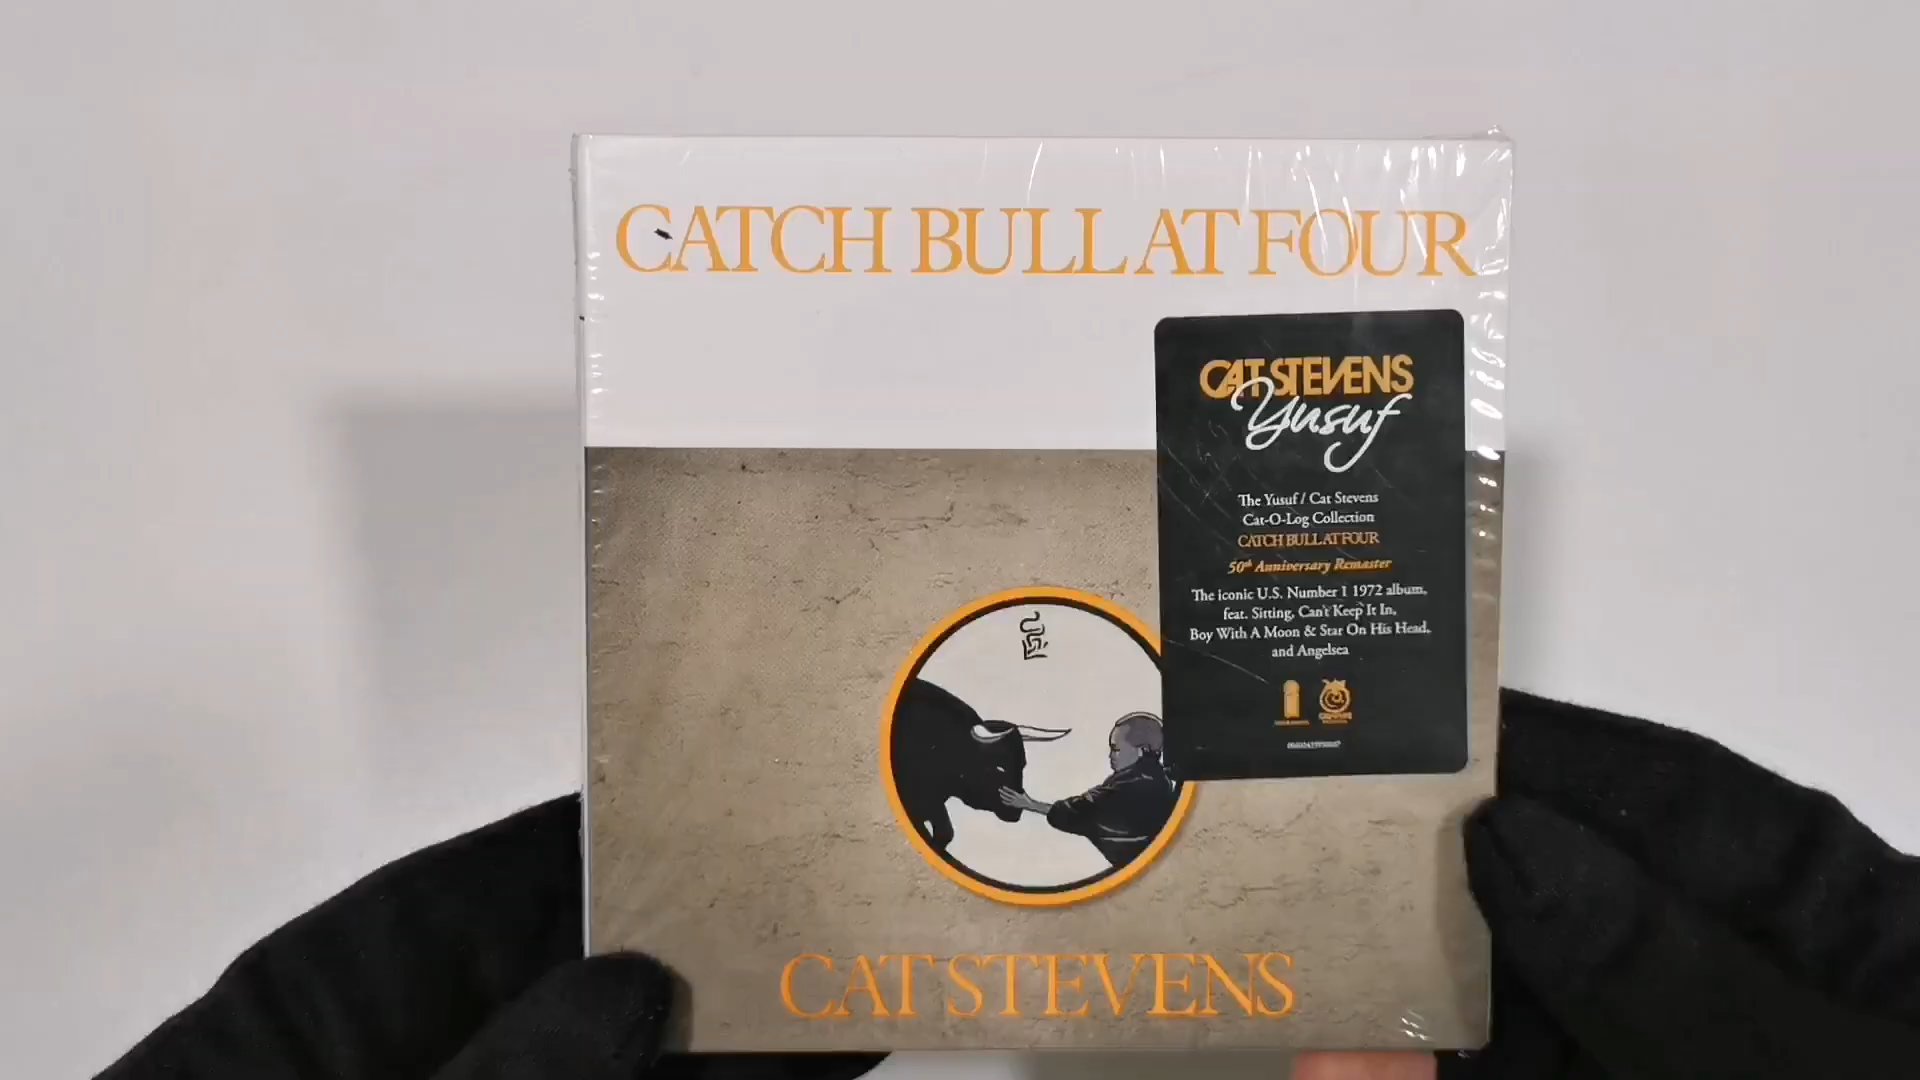 CATCH BULL AT FOUR
CAT STEVENS
Yusuf
The Yusuf / Cat Stevens
Cat-O-Log Collection
CATCH BULL AT FOUR
50th Anniversary Remaster
The iconic U.S. Number 1 1972 album,
feat. Sitting, Can't Keep It In,
Boy With A Moon & Star On His Head,
and Angelsea
CAT STEVENS